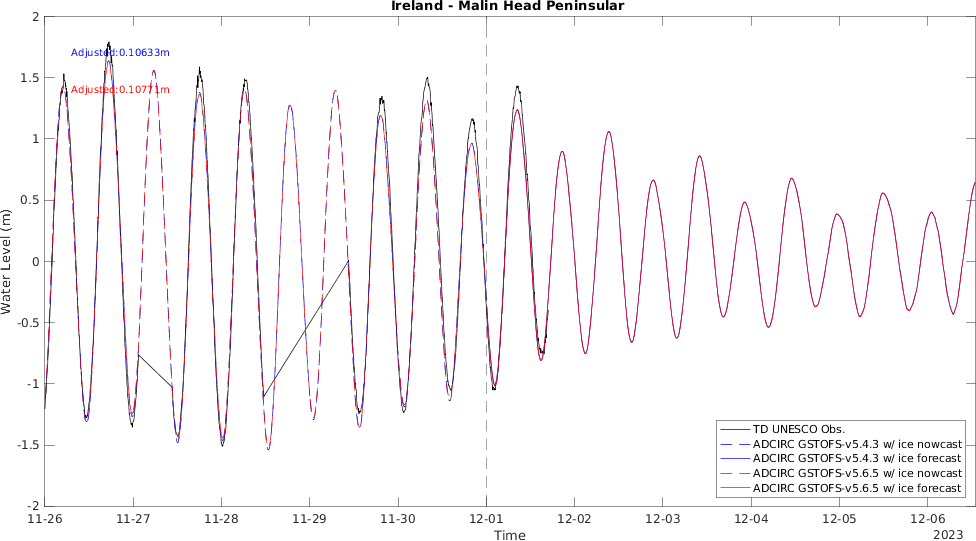 Ireland - Malin Head Peninsular
Adjusted:0.10633m
Adjusted:0.10771m
Water Level (m)
2
1.5
1
0.5
0
-0.5
-1
-1.5
-2
11-26
11-27
11-28
11-29
11-30
12-01
12-02
12-03
12-04
12-05
12-06
Time
2023
TD UNESCO Obs.
ADCIRC GSTOFS-v5.4.3 w/ ice nowcast
ADCIRC GSTOFS-v5.4.3 w/ ice forecast
ADCIRC GSTOFS-v5.6.5 w/ ice nowcast
ADCIRC GSTOFS-v5.6.5 w/ ice forecast